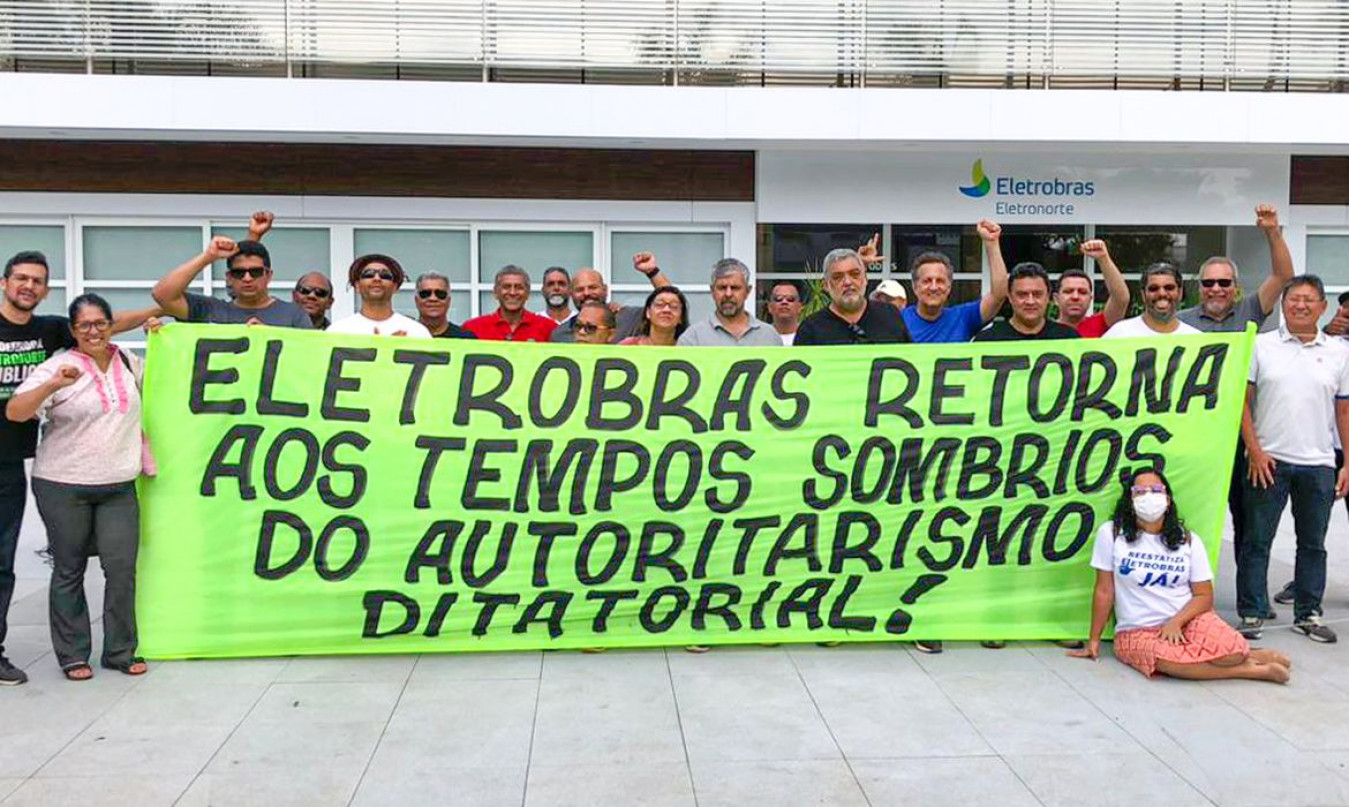 Eletrobras
Eletronorte
ELETROBRAS RETORNA
AOS TEMPOS SOMBRIOS
DO AUTORITARISMO
DITATORIAL!
REESTATIZA
ELETROBRAS
JÁ!